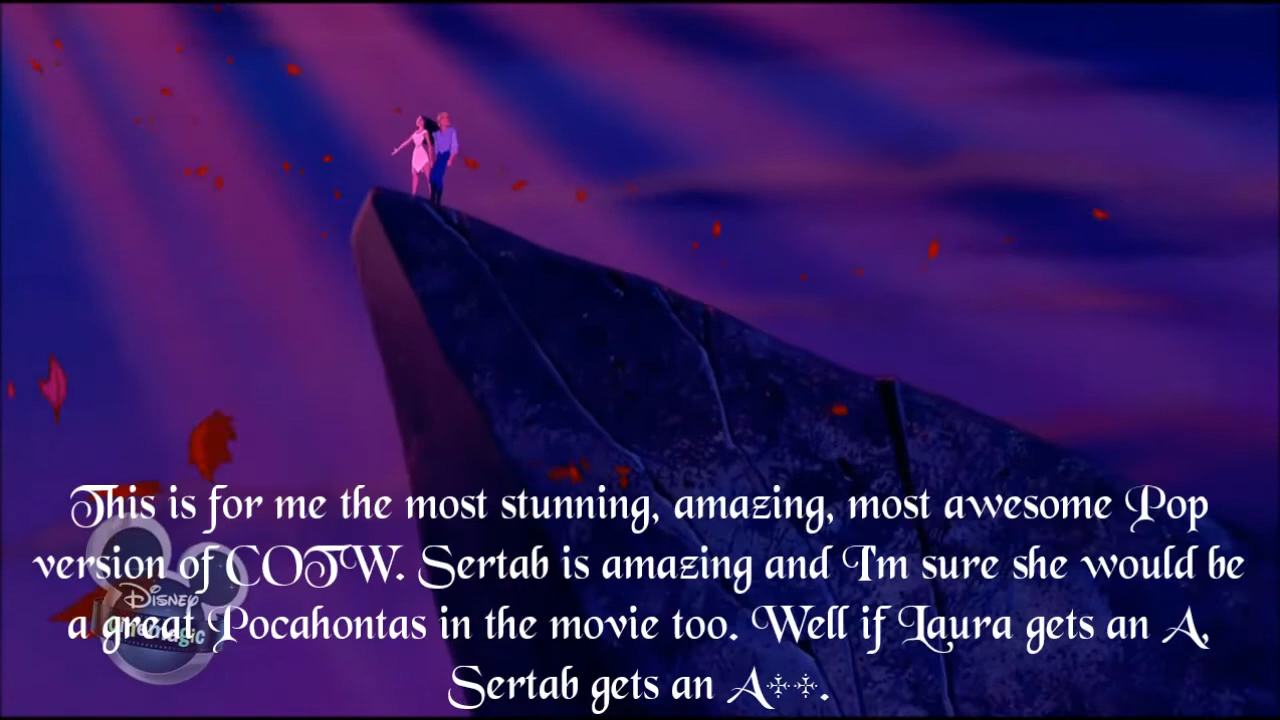 This is for me the most stunning, amazing, most awesome Pop
version of COTW. Sertab is amazing and I'm sure she would be
a great Pocahontas in the movie too. Well if Laura gets an A,
Sertab gets an A++.
DISNEY